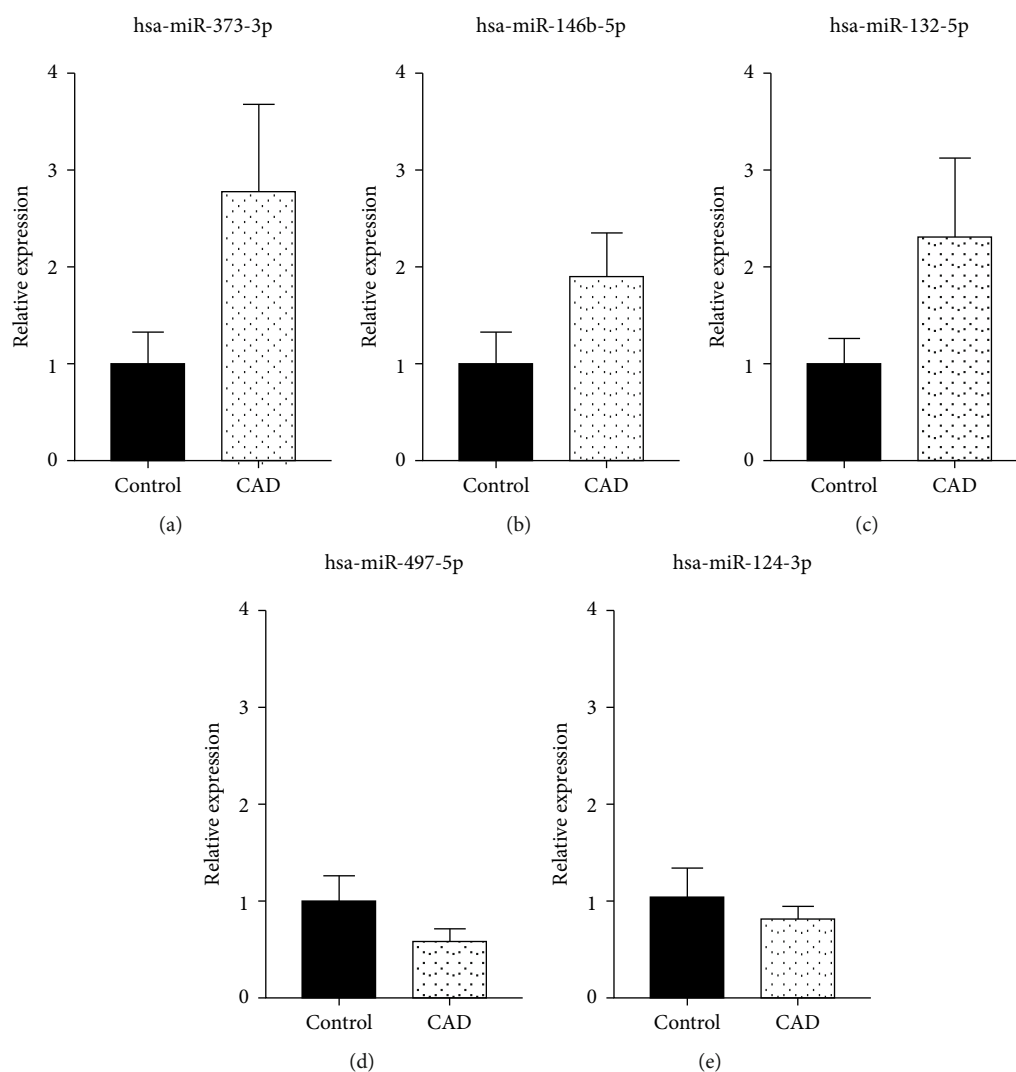 hsa-miR-373-3p
Relative expression
4
3
2
1
0
Control CAD
(a)
hsa-miR-146b-5p
Relative expression
4
3
2
1
0
Control CAD
(b)
hsa-miR-132-5p
Relative expression
4
3
2
1
0
Control CAD
(c)
hsa-miR-497-5p
Relative expression
4
3
2
1
0
Control CAD
(d)
hsa-miR-124-3p
Relative expression
4
3
2
1
0
Control CAD
(e)